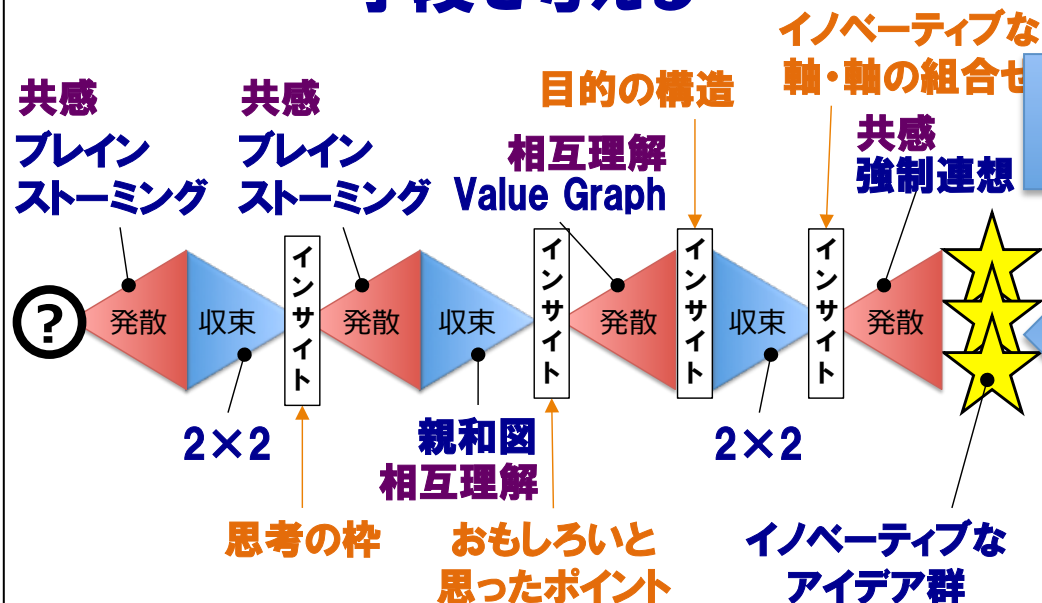 手段を考える
イノベーティブな
軸・軸の組合せ
目的の構造
共感
ブレイン
ストーミング
共感
ブレイン
ストーミング
相互理解
Value Graph
共感
強制連想
?
発散
収束
インサイト
発散
収束
インサイト
発散
インサイト
収束
インサイト
発散
2×2
親和図
相互理解
2×2
思考の枠
おもしろいと
思ったポイント
イノベーティブな
アイデア群